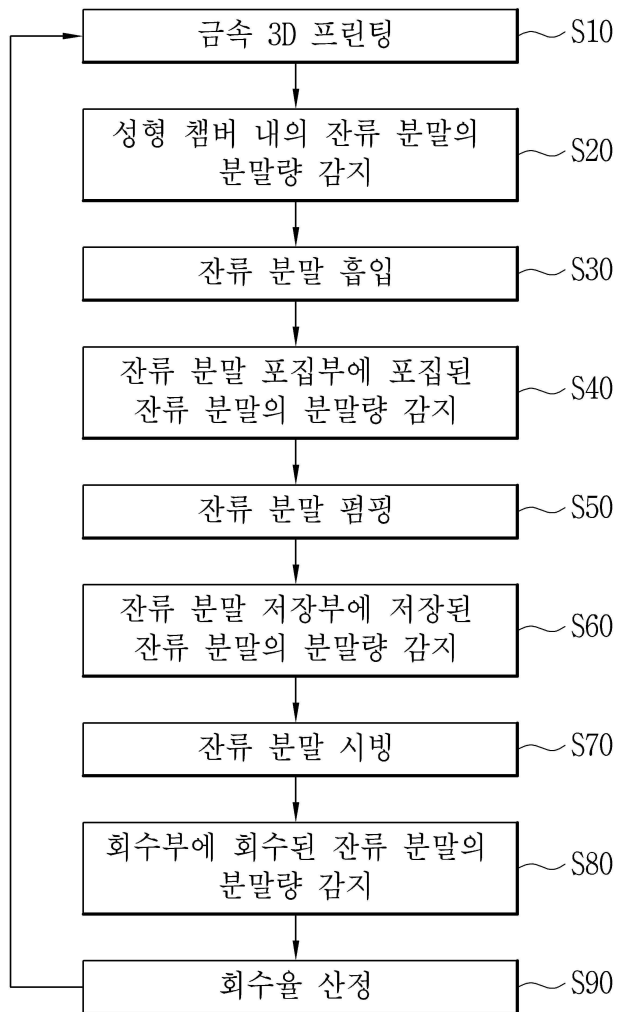 금속 3D 프린팅
S10
성형 챔버 내의 잔류 분말의
분말량 감지
S20
잔류 분말 흡입
S30
잔류 분말 포집부에 포집된
잔류 분말의 분말량 감지
S40
잔류 분말 펌핑
S50
잔류 분말 저장부에 저장된
잔류 분말의 분말량 감지
S60
잔류 분말 시빙
S70
회수부에 회수된 잔류 분말의
분말량 감지
S80
회수율 산정
S90